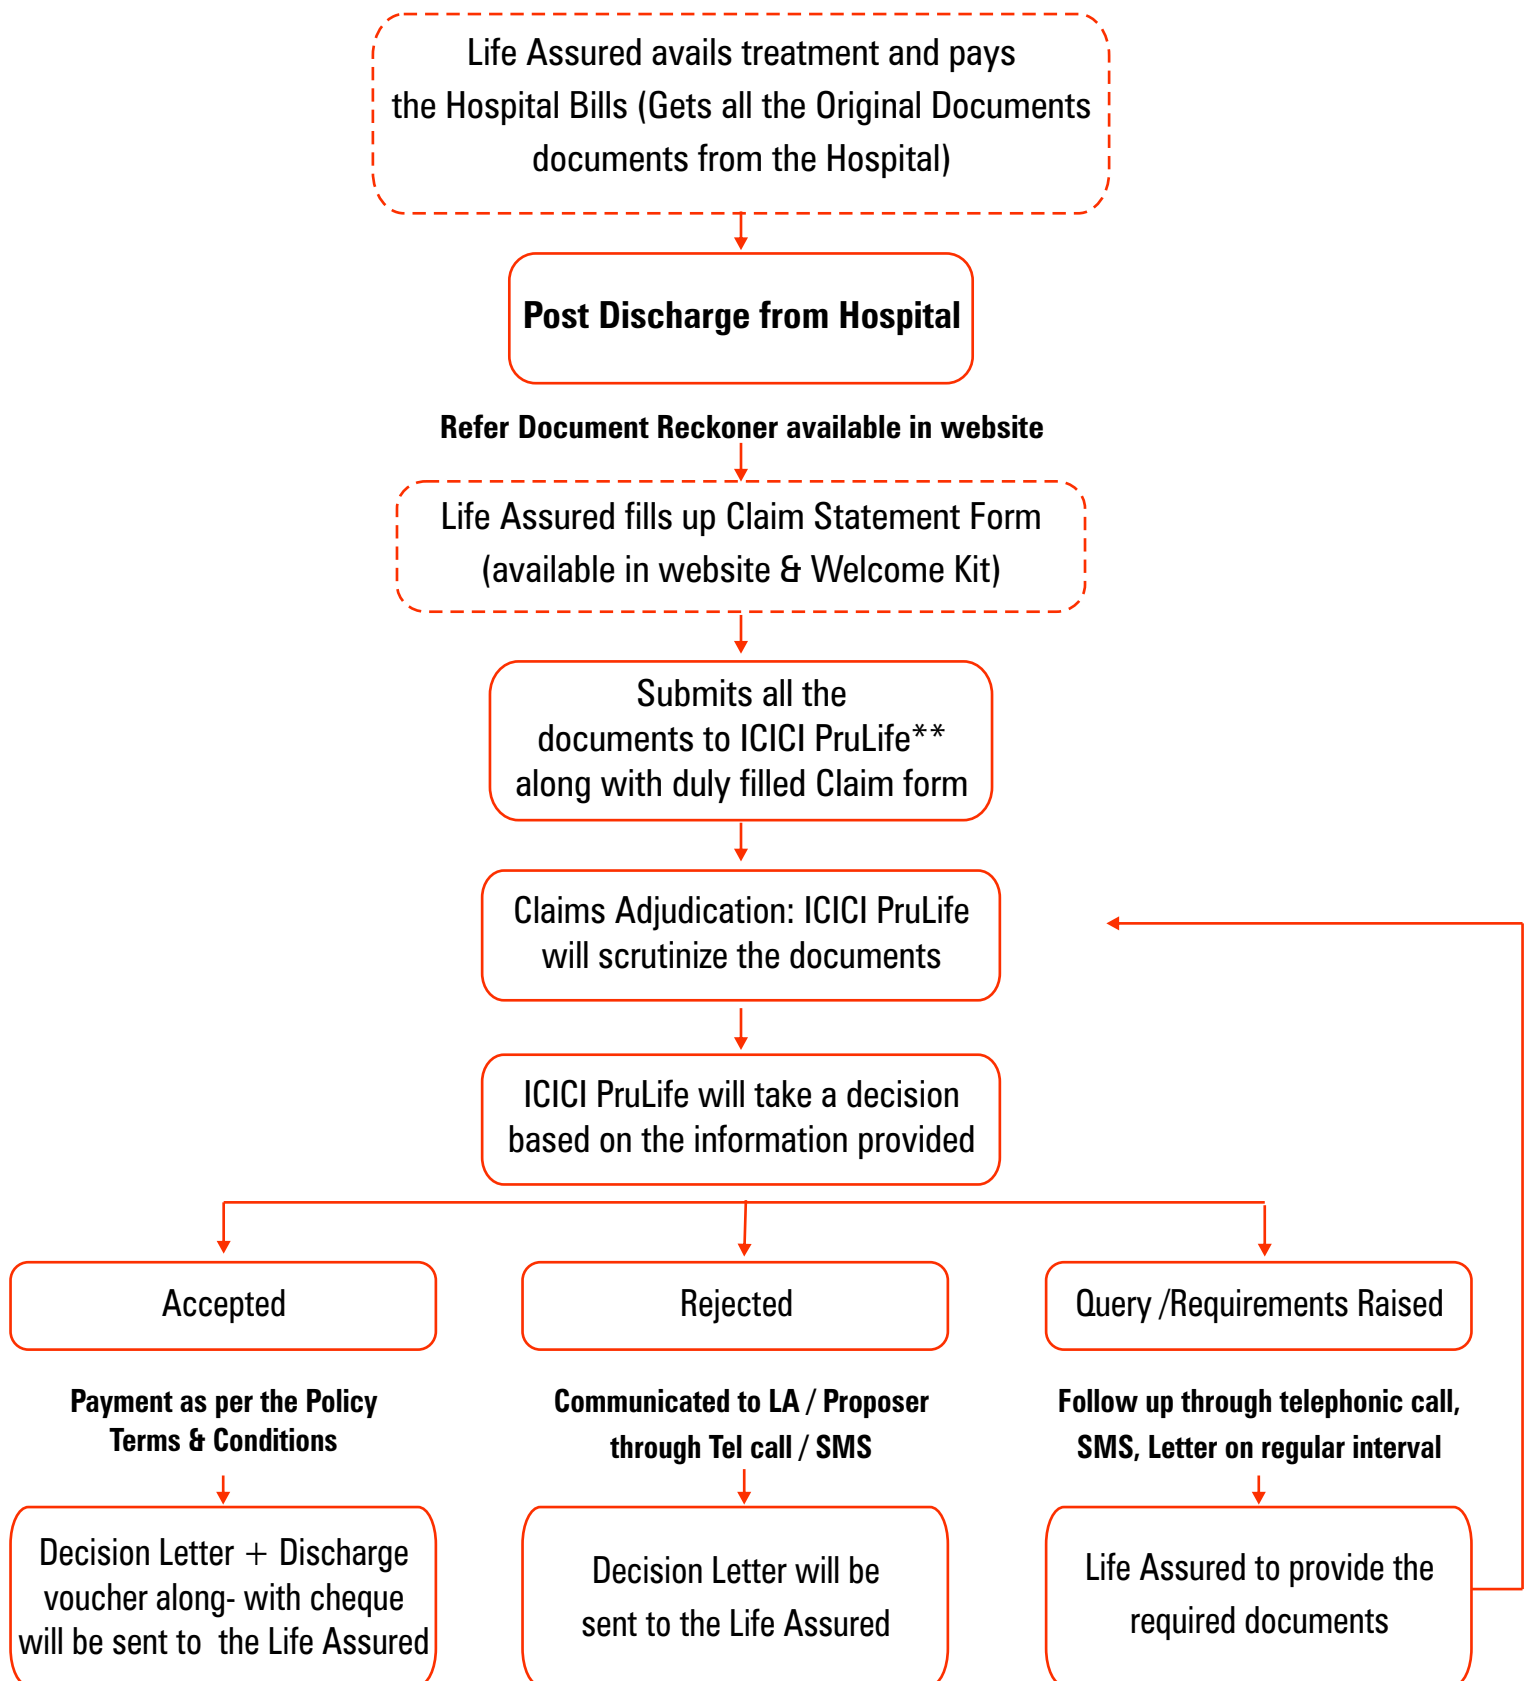 Life Assured avails treatment and pays
the Hospital Bills (Gets all the Original Documents
documents from the Hospital)
Post Discharge from Hospital
Refer Document Reckoner available in website
Life Assured fills up Claim Statement Form
(available in website & Welcome Kit)
Submits all the
documents to ICICI PruLife**
along with duly filled Claim form
Claims Adjudication: ICICI PruLife
will scrutinize the documents
ICICI PruLife will take a decision
based on the information provided
Accepted
Rejected
Query /Requirements Raised
Payment as per the Policy
Terms & Conditions
Communicated to LA / Proposer
through Tel call / SMS
Follow up through telephonic call,
SMS, Letter on regular interval
Decision Letter + Discharge
voucher along- with cheque
will be sent to the Life Assured
Decision Letter will be
sent to the Life Assured
Life Assured to provide the
required documents